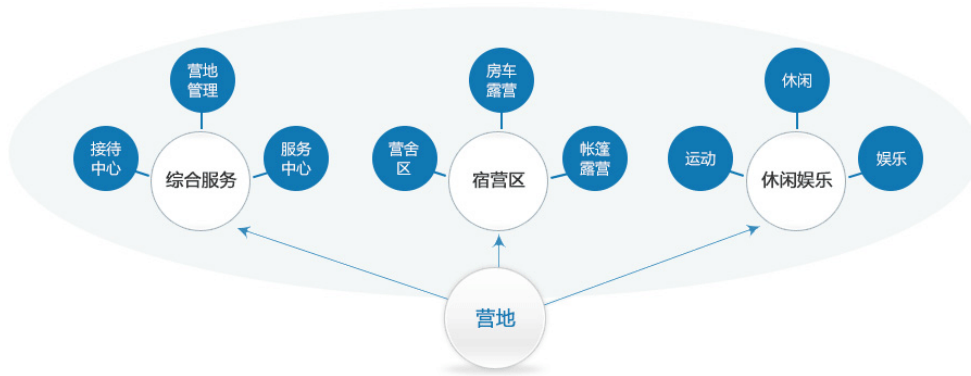 营地
管理
接待
中心
服务
中心
综合服务
房车
露营
营舍
区
帐篷
露营
宿营区
休闲
运动
娱乐
休闲娱乐
营地